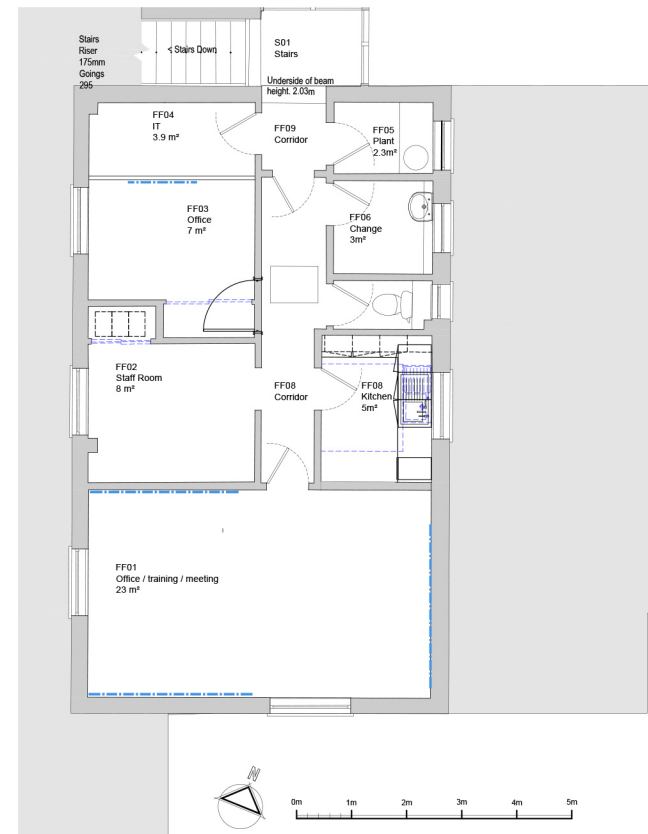 Stairs
Riser
175mm
Goings
295
< Stairs Down
S01
Stairs
Underside of beam
height. 2.03m
FF04
IT
3.9 m²
FF09
Corridor
FF05
Plant
2.3m²
FF03
Office
7 m²
FF06
Change
3m²
FF02
Staff Room
8 m²
FF08
Corridor
FF08
Kitchen
5m²
FF01
Office / training / meeting
23 m²
N
0m 1m 2m 3m 4m 5m